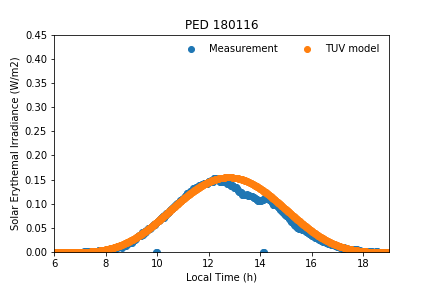 PED 180116
Measurement
TUV model
Solar Erythemal Irradiance (W/m2)
0.45
0.40
0.35
0.30
0.25
0.20
0.15
0.10
0.05
0.00
6 8 10 12 14 16 18
Local Time (h)